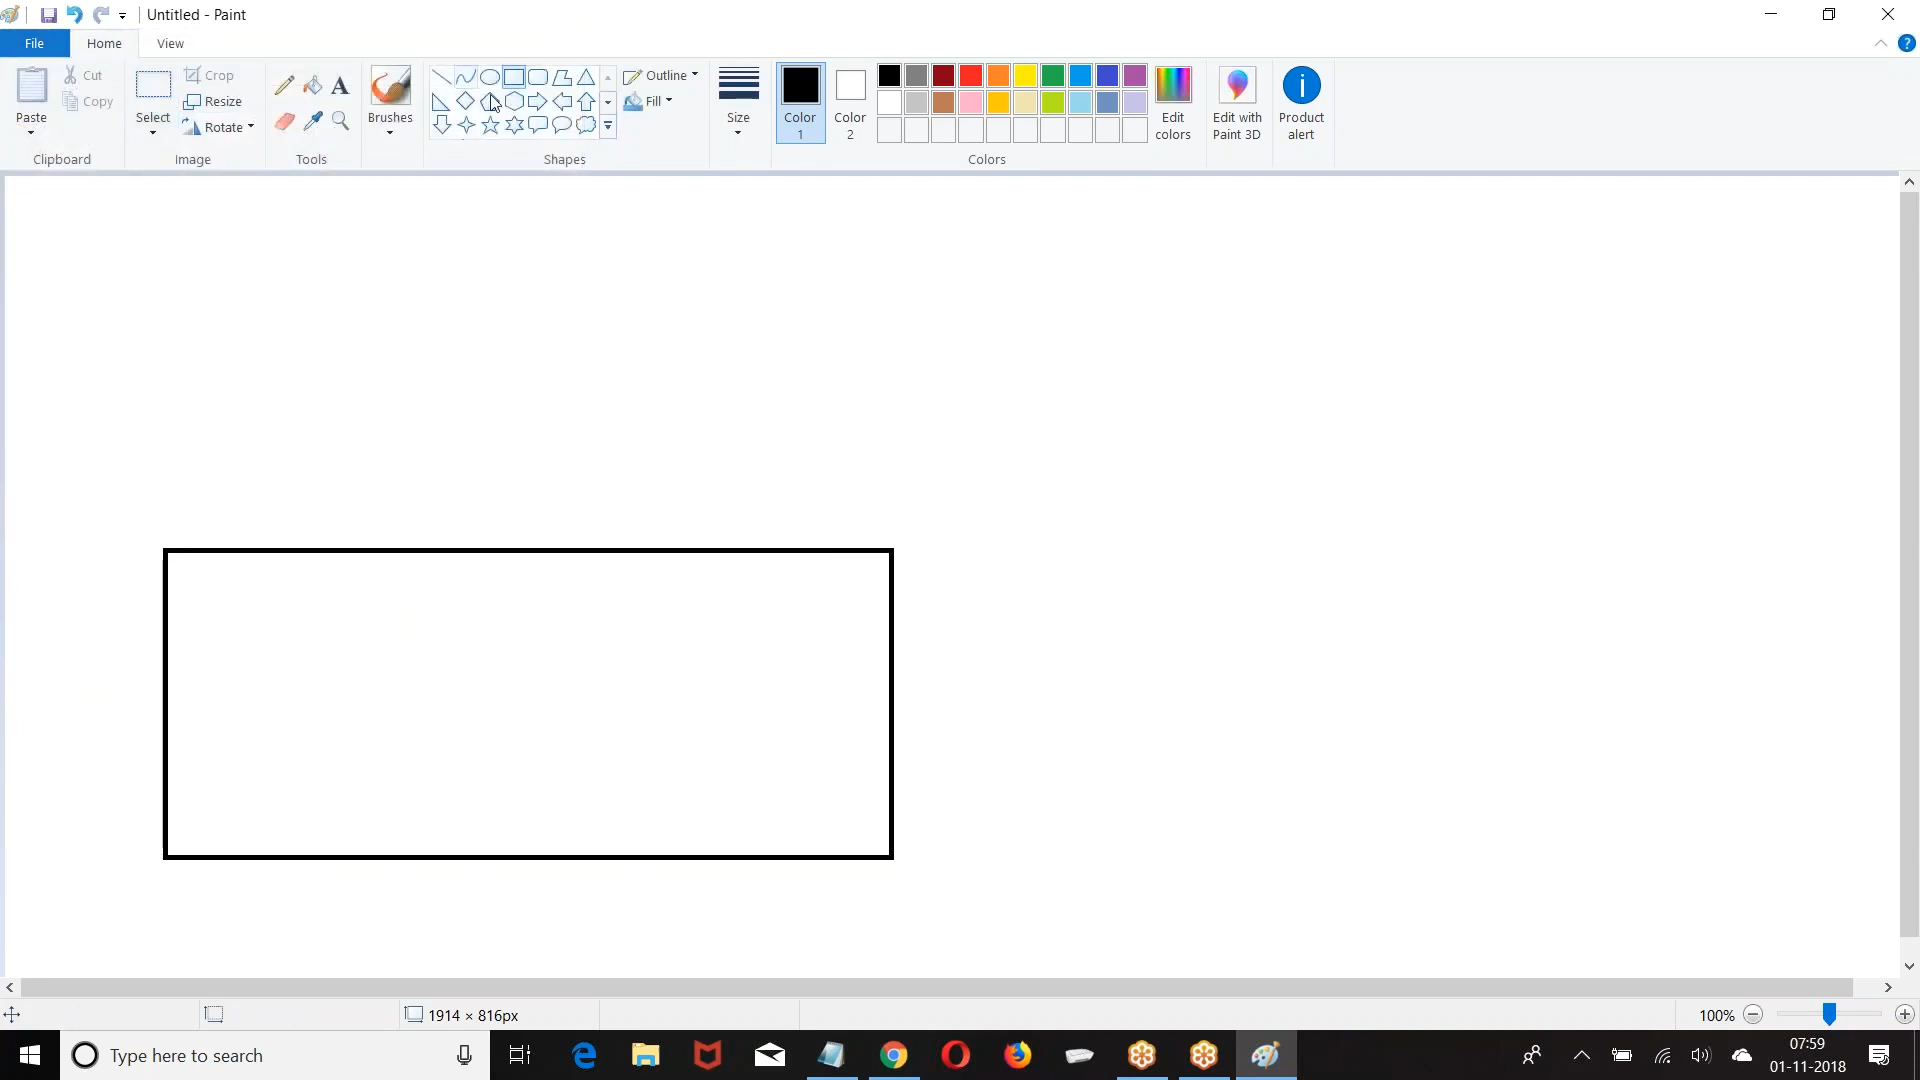 Untitled - Paint
File Home View
Paste
Cut
Copy
Clipboard
Select
Crop
Resize
Rotate
Image
A
Tools
Brushes
Shapes
Outline
Fill
Size
Color 1
Color 2
Colors
Edit colors
Edit with Paint 3D
Product alert
1914 × 816px
100%
Type here to search
07:59
01-11-2018